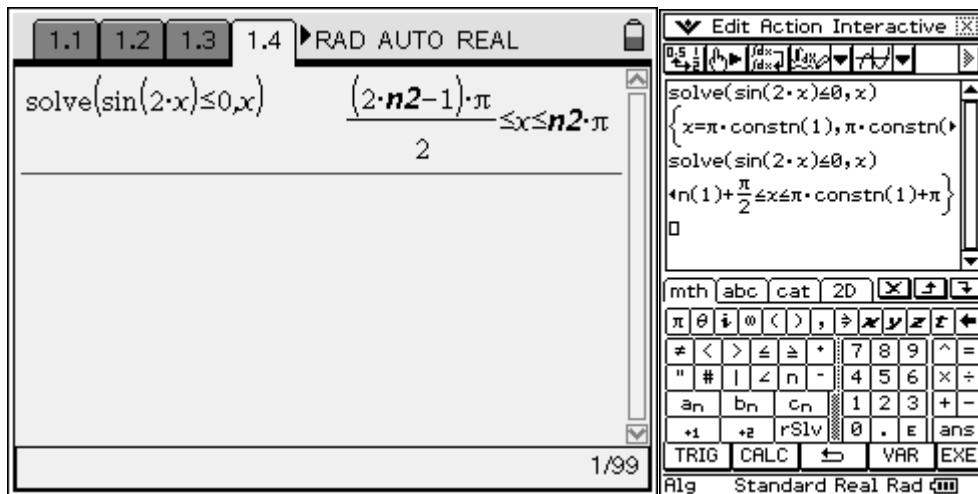 1.1 1.2 1.3 1.4 RAD AUTO REAL
solve(sin(2·x)≤0,x)
(2·n2−1)·π
2
≤x≤n2·π
1/99
Edit Action Interactive
solve(sin(2·x)≤0,x)
{x=π·constn(1),π·constn(
solve(sin(2·x)≤0,x)
n(1)+π/2≤x≤π·constn(1)+π}
mth abc cat 2D
π θ i ∞ ( ) , ⇒ x y z t
≠ < > ≤ ≥ 7 8 9 ^ =
" # | ∠ n - 4 5 6 × ÷
an bn cn 1 2 3 + −
+1 +2 rSlv 0 . E ans
TRIG CALC VAR EXE
Alg Standard Real Rad